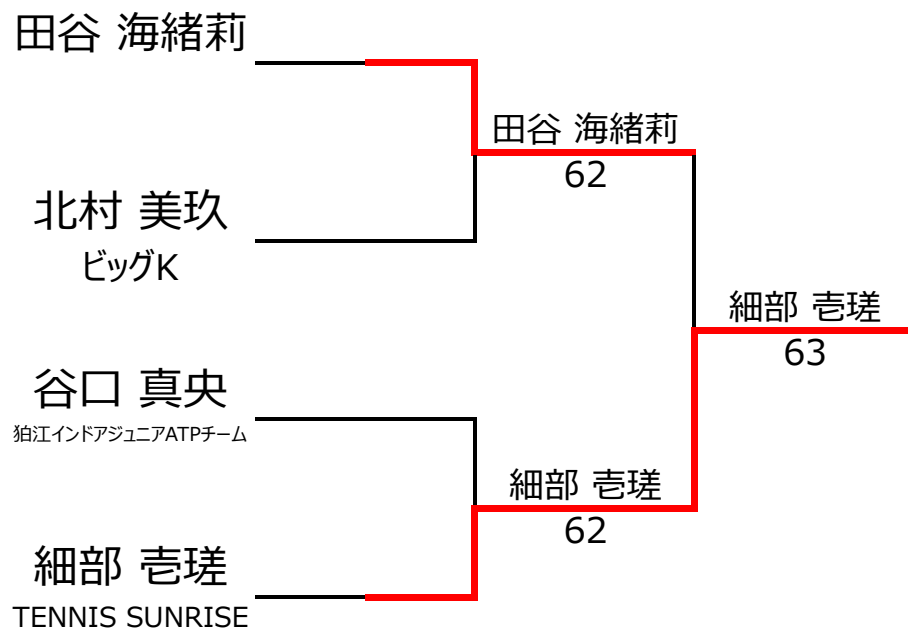 田谷 海緒莉
田谷 海緒莉
62
北村 美玖
ビッグK
細部 壱瑳
63
谷口 真央
狛江インドアジュニアATPチーム
細部 壱瑳
62
細部 壱瑳
TENNIS SUNRISE